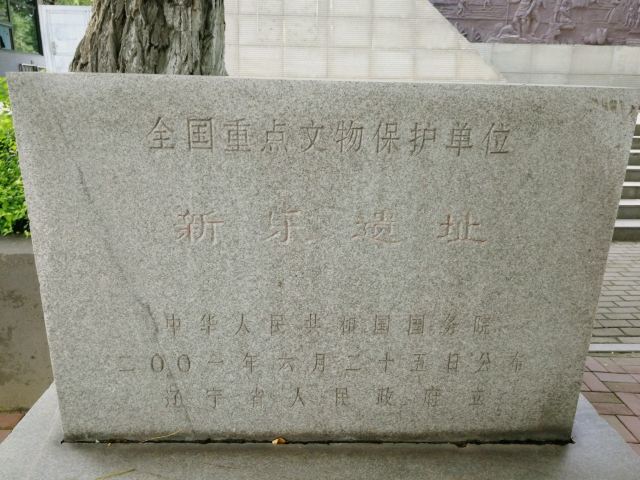 全国重点文物保护单位
新乐遗址
中华人民共和国国务院
二〇〇一年六月二十五日公布
辽宁省人民政府立